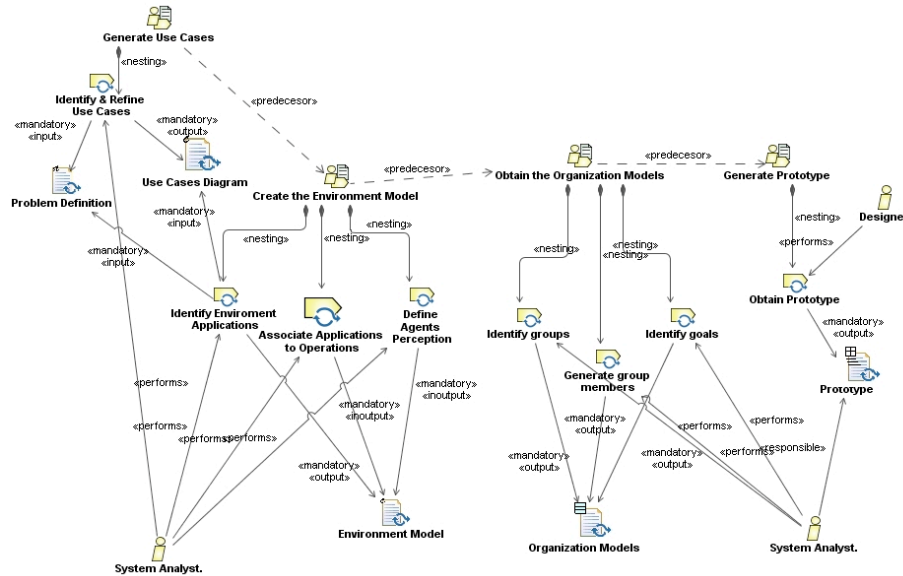 Generate Use Cases
«nesting»
Identify & Refine
Use Cases
«predecesor»
«mandatory»
«input»
«mandatory»
«output»
Problem Definition
Use Cases Diagram
«predecesor»
Create the Environment Model
Obtain the Organization Models
«predecesor»
Generate Prototype
Designe
«mandatory»
«input»
«mandatory»
«input»
«nesting»
«nesting»
«nesting»
«nesting»
«nesting»
«nesting»
«nesting»
«performs»
Obtain Prototype
Identify Enviroment
Applications
Associate Applications
to Operations
Define
Agents
Perception
Identify groups
Identify goals
Generate group
members
«mandatory»
«output»
Prototype
«performs»
«performs»
«performs»
«performs»
«mandatory»
«inoutput»
«mandatory»
«inoutput»
«mandatory»
«output»
Environment Model
«mandatory»
«output»
«mandatory»
«output»
«mandatory»
«output»
«performs»
«performs»
«performs»
«responsible»
Organization Models
System Analyst.
System Analyst.